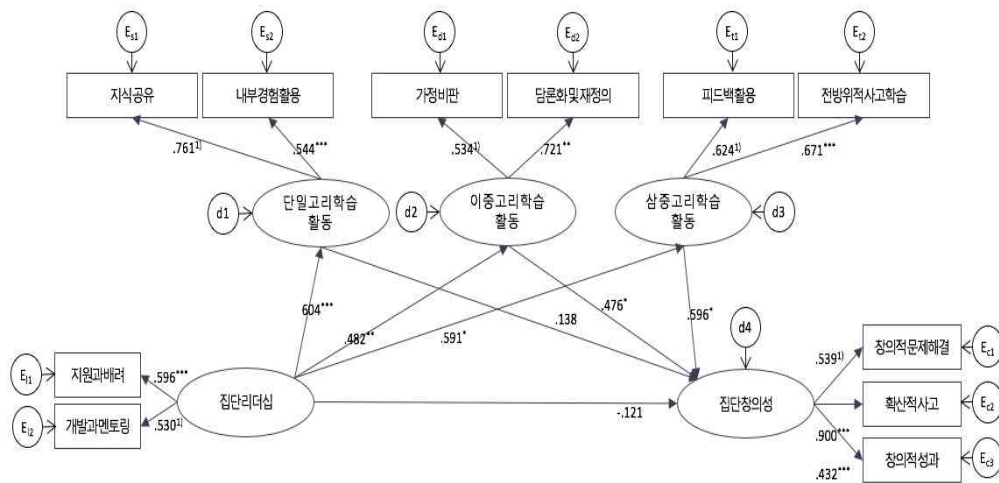 Es1
Es2
Ed1
Ed2
Et1
Et2
지식공유
내부경험활용
가정비판
담론화및재정의
피드백활용
전방위적사고학습
.761¹⁾
.544***
.534¹⁾
.721**
.624¹⁾
.671***
d1
단일고리학습
활동
d2
이중고리학습
활동
삼중고리학습
활동
d3
604***
.482**
.591*
.138
.476*
.596*
d4
El1
지원과배려
.596***
El2
개발과멘토링
.530¹⁾
집단리더십
-.121
집단창의성
.539¹⁾
.900***
.432***
창의적문제해결
Ec1
확산적사고
Ec2
창의적성과
Ec3